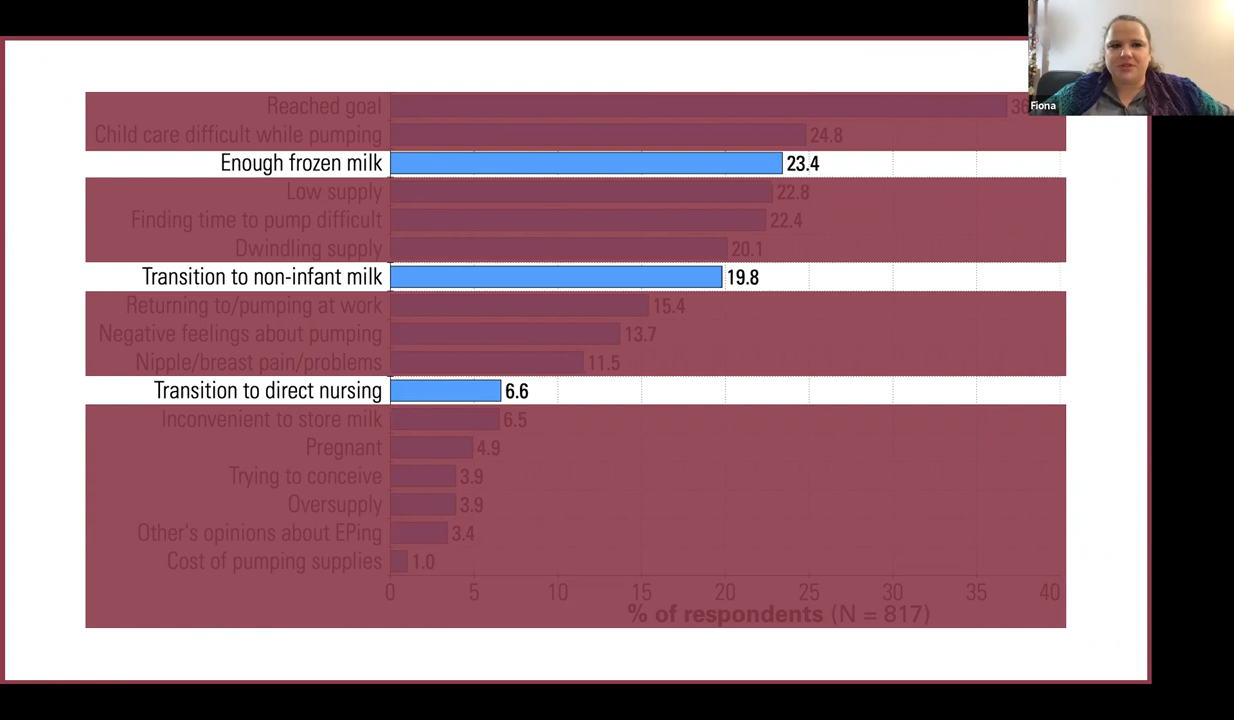 Fiona
Reached goal 36
Child care difficult while pumping 24.8
Enough frozen milk 23.4
Low supply 22.8
Finding time to pump difficult 22.4
Dwindling supply 20.1
Transition to non-infant milk 19.8
Returning to/pumping at work 15.4
Negative feelings about pumping 13.7
Nipple/breast pain/problems 11.5
Transition to direct nursing 6.6
Inconvenient to store milk 6.5
Pregnant 4.9
Trying to conceive 3.9
Oversupply 3.9
Other's opinions about EPing 3.4
Cost of pumping supplies 1.0
0 5 10 15 20 25 30 35 40
% of respondents (N = 817)